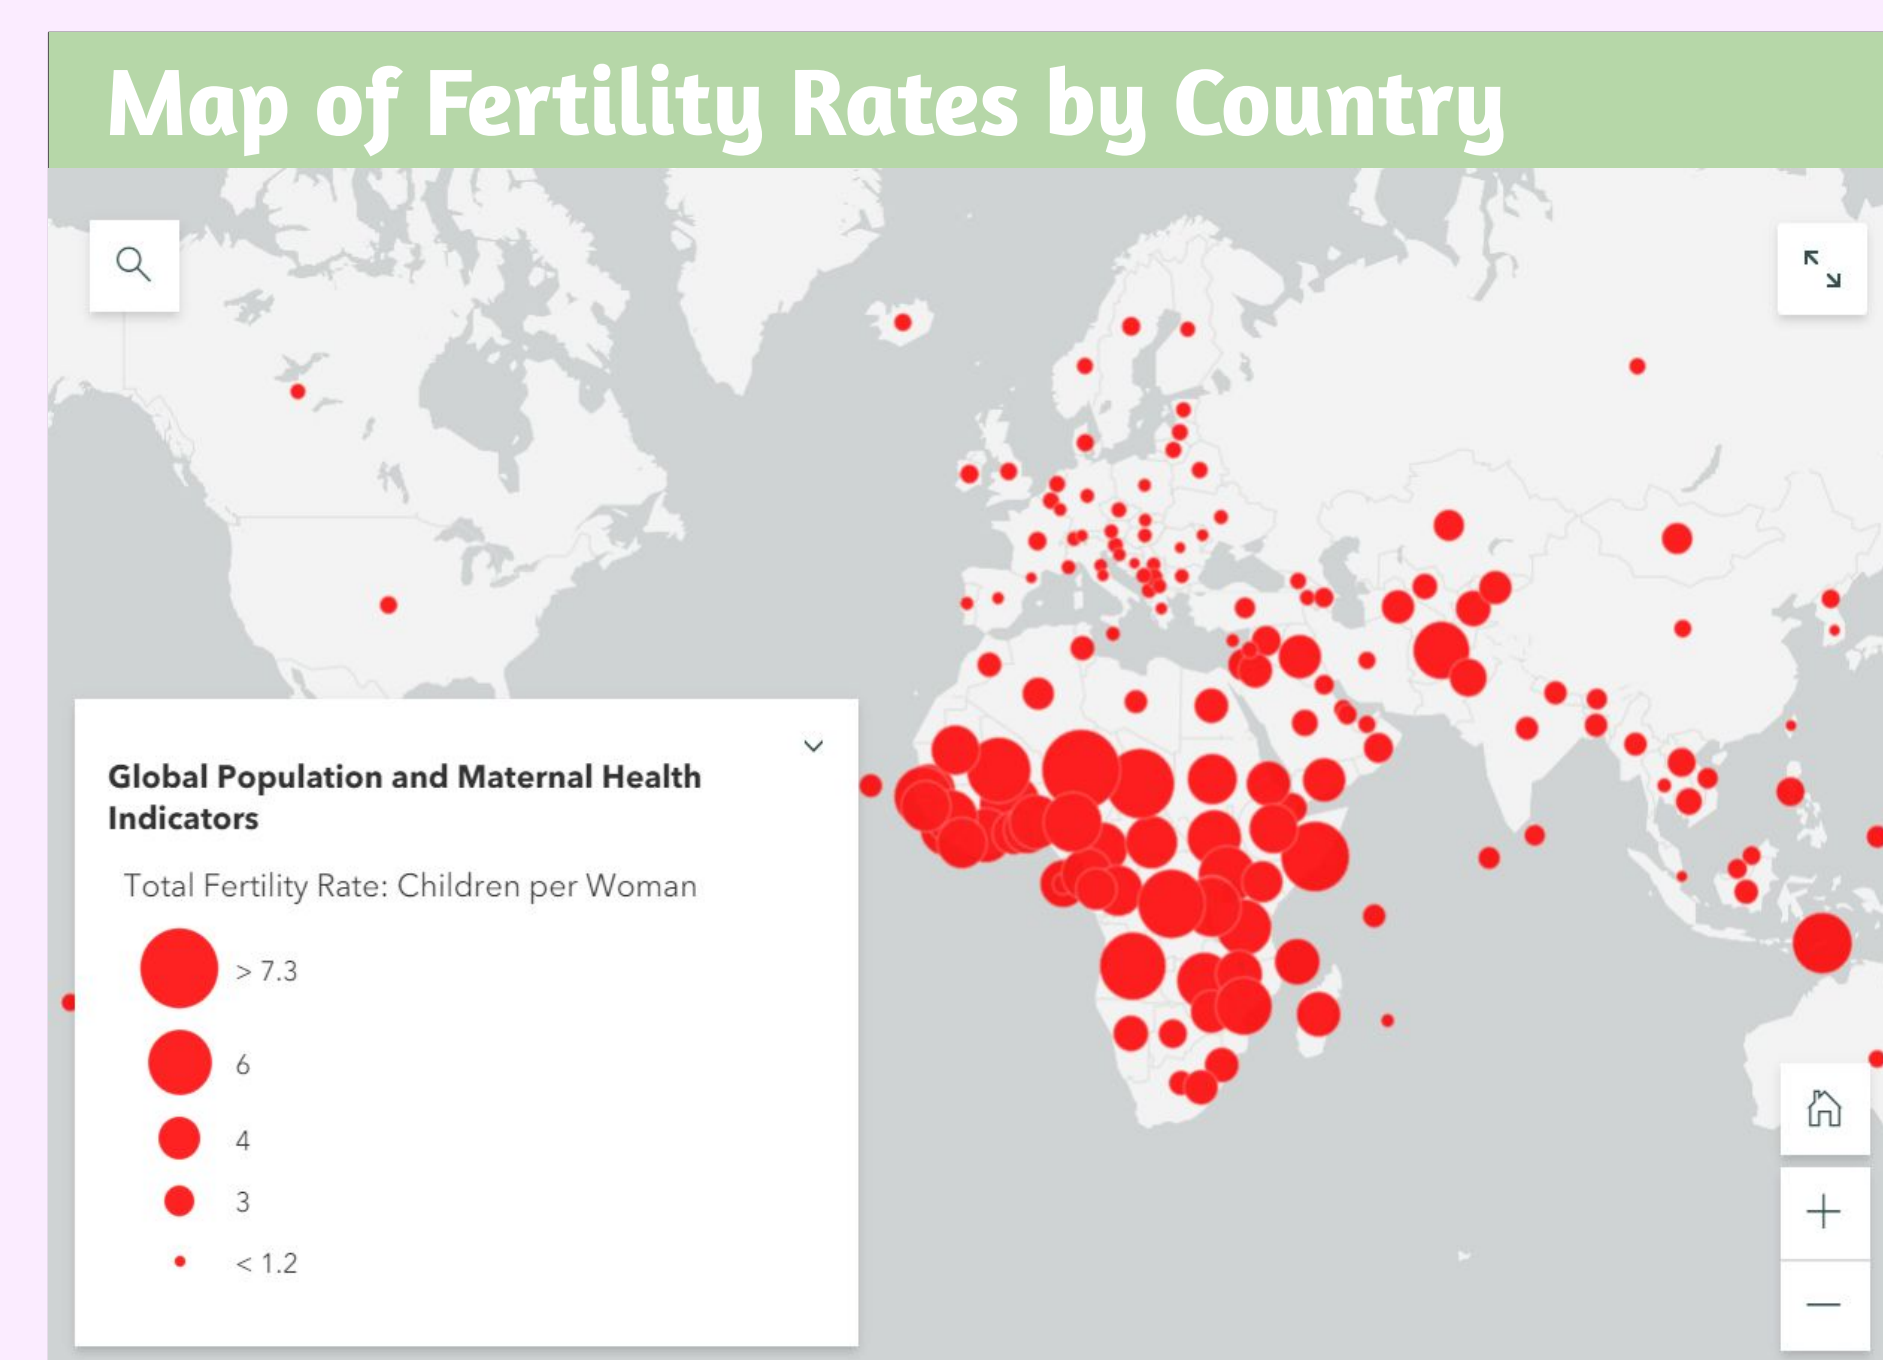 Map of Fertility Rates by Country
Global Population and Maternal Health
Indicators
Total Fertility Rate: Children per Woman
> 7.3
6
4
3
< 1.2